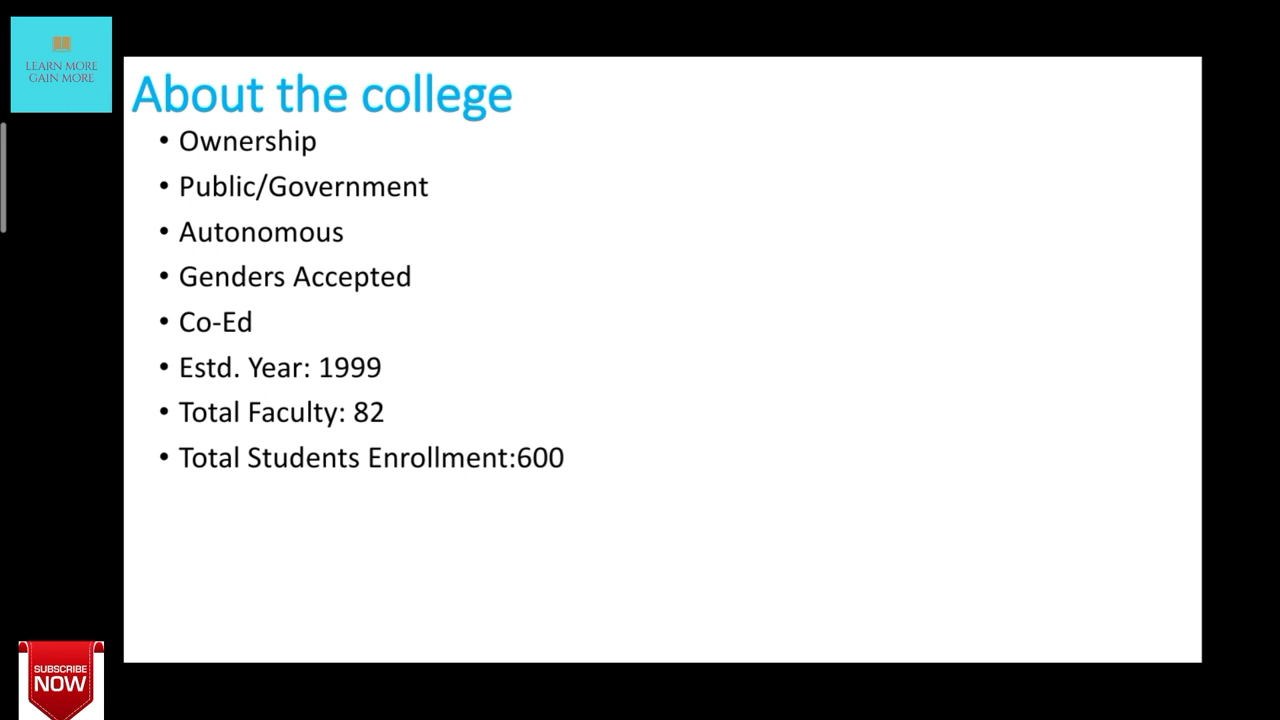 LEARN MORE
GAIN MORE
About the college
• Ownership
• Public/Government
• Autonomous
• Genders Accepted
• Co-Ed
• Estd. Year: 1999
• Total Faculty: 82
• Total Students Enrollment:600
SUBSCRIBE
NOW